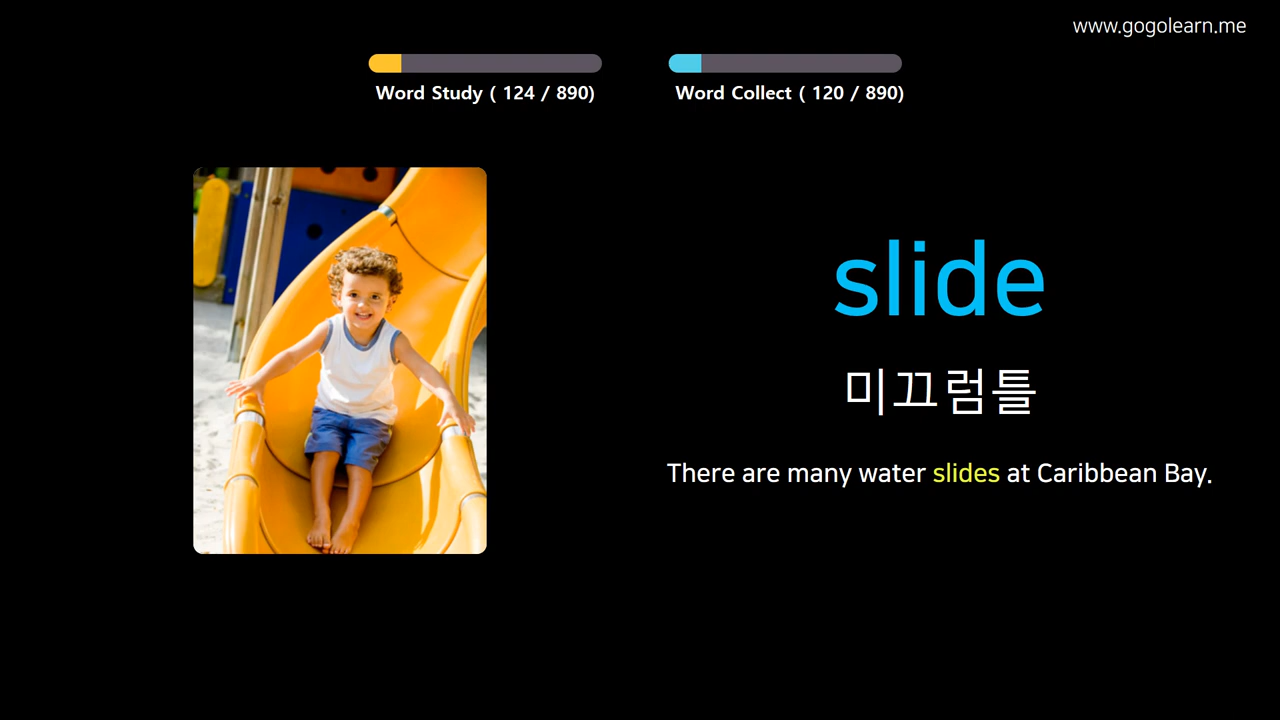 www.gogolearn.me
Word Study ( 124 / 890)
Word Collect ( 120 / 890)
slide
미끄럼틀
There are many water slides at Caribbean Bay.